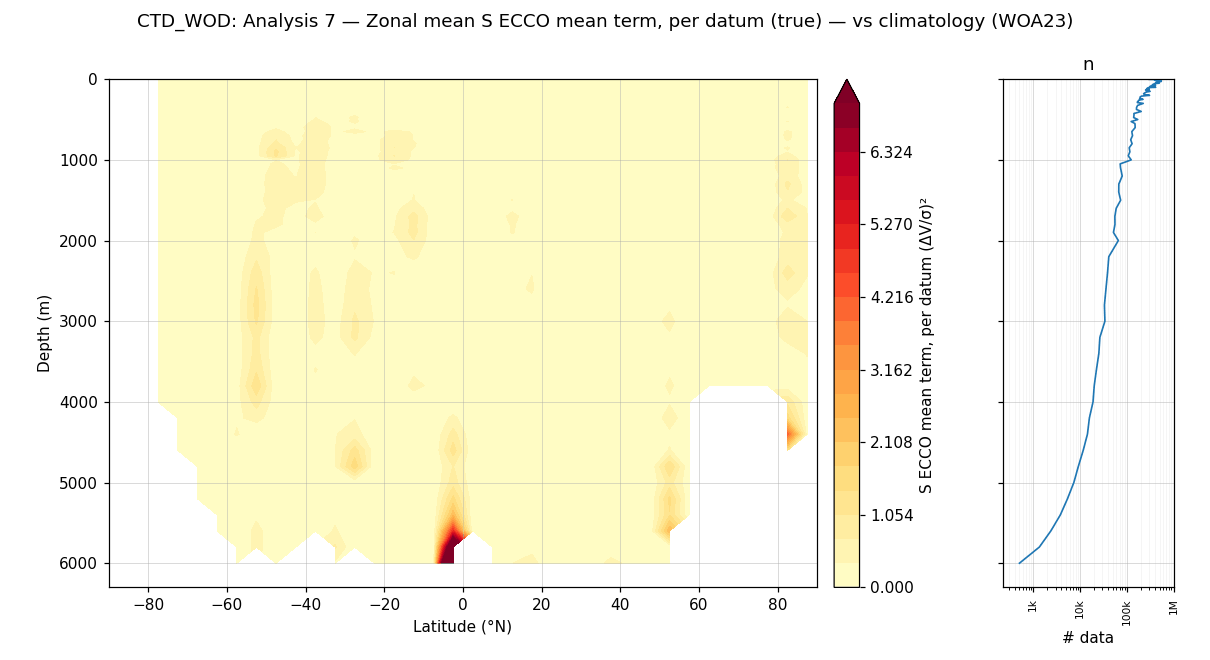 CTD_WOD: Analysis 7 — Zonal mean S ECCO mean term, per datum (true) — vs climatology (WOA23)
n
0
1000
2000
3000
4000
5000
6000
Depth (m)
−80
−60
−40
−20
0
20
40
60
80
Latitude (°N)
6.324
5.270
4.216
3.162
2.108
1.054
0.000
S ECCO mean term, per datum (ΔV/σ)²
1k
10k
100k
1M
# data